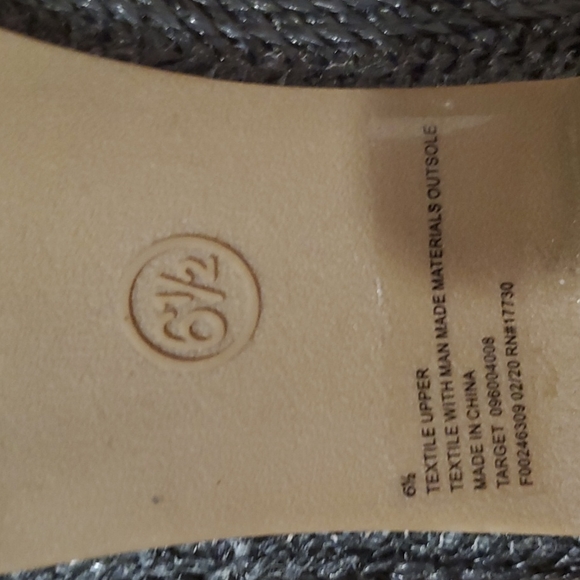 6½
6½
TEXTILE UPPER
TEXTILE WITH MAN MADE MATERIALS OUTSOLE
MADE IN CHINA
TARGET 096004008
F00246309 02/20 RN#17730